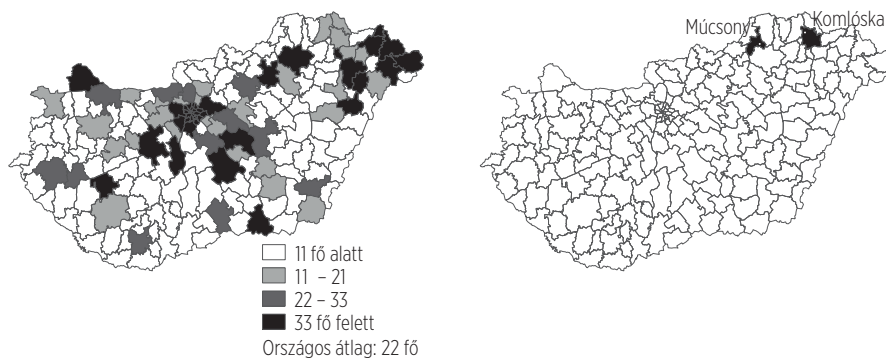 Múcsony
Komlóska
11 fő alatt
11 – 21
22 – 33
33 fő felett
Országos átlag: 22 fő